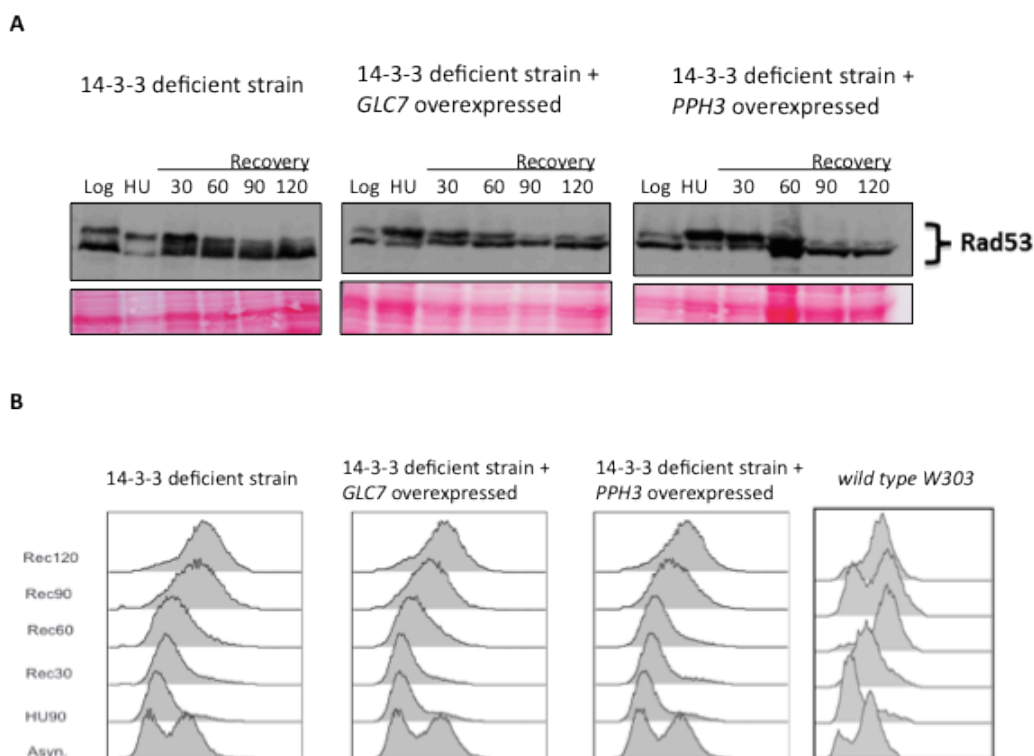 A
14-3-3 deficient strain
14-3-3 deficient strain +
GLC7 overexpressed
14-3-3 deficient strain +
PPH3 overexpressed
Recovery
Log HU 30 60 90 120
Recovery
Log HU 30 60 90 120
Recovery
Log HU 30 60 90 120
Rad53
B
14-3-3 deficient strain
14-3-3 deficient strain +
GLC7 overexpressed
14-3-3 deficient strain +
PPH3 overexpressed
wild type W303
Rec120
Rec90
Rec60
Rec30
HU90
Asyn.